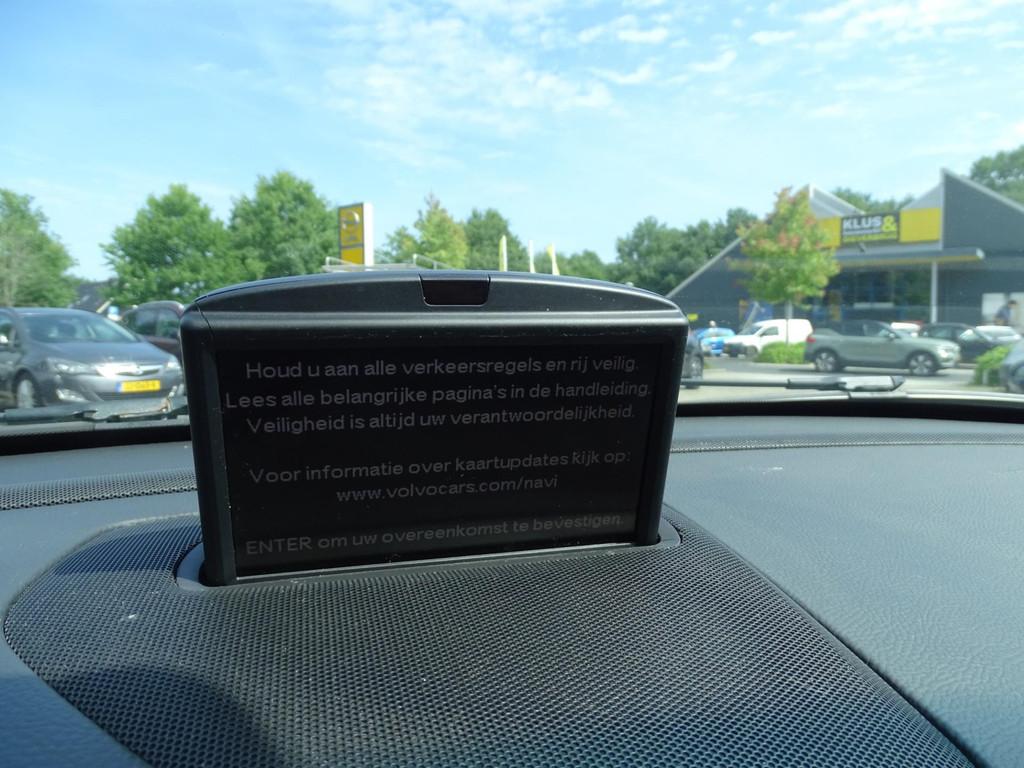 Houd u aan alle verkeersregels en rij veilig.
Lees alle belangrijke pagina's in de handleiding.
Veiligheid is altijd uw verantwoordelijkheid.
Voor informatie over kaartupdates kijk op:
www.volvocars.com/navi
ENTER om uw overeenkomst te bevestigen.
KLUS&